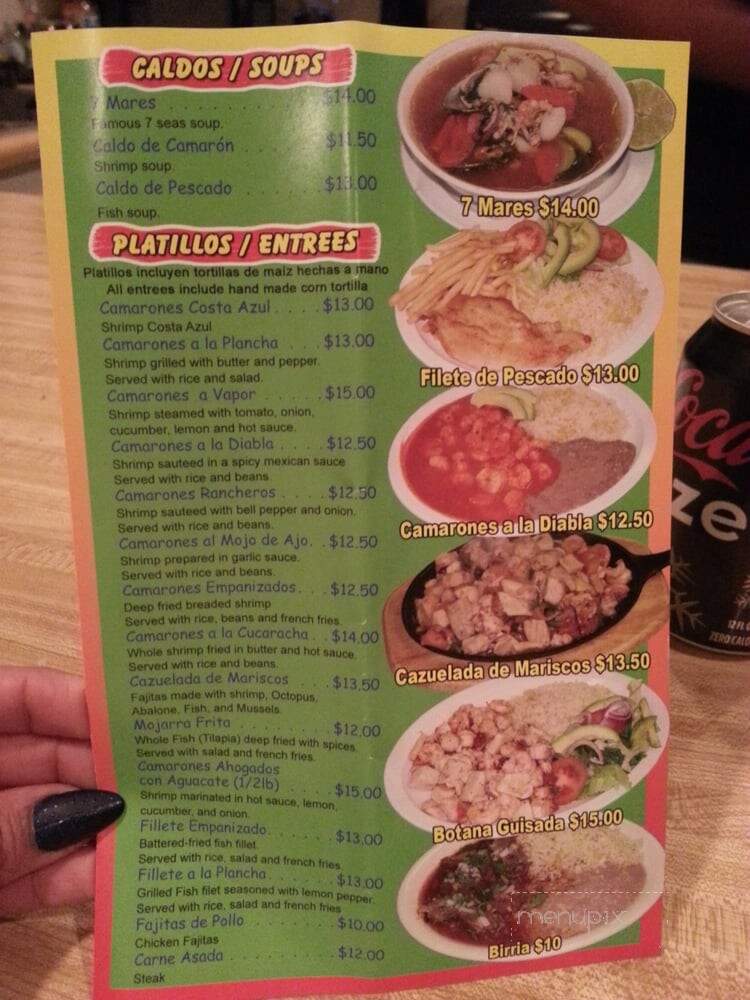 CALDOS / SOUPS
7 Mares . . . . . . . . . . . $14.00
Famous 7 seas soup.
Caldo de Camarón . . . . . $11.50
Shrimp soup.
Caldo de Pescado . . . . . $13.00
Fish soup.
PLATILLOS / ENTREES
Platillos incluyen tortillas de maiz hechas a mano
All entrees include hand made corn tortilla
Camarones Costa Azul . . . . $13.00
Shrimp Costa Azul
Camarones a la Plancha . . . $13.00
Shrimp grilled with butter and pepper.
Served with rice and salad.
Camarones a Vapor . . . . . $15.00
Shrimp steamed with tomato, onion,
cucumber, lemon and hot sauce.
Camarones a la Diabla . . . . . $12.50
Shrimp sauteed in a spicy mexican sauce
Served with rice and beans.
Camarones Rancheros . . . . $12.50
Shrimp sauteed with bell pepper and onion.
Served with rice and beans.
Camarones al Mojo de Ajo. . . $12.50
Shrimp prepared in garlic sauce.
Served with rice and beans.
Camarones Empanizados. . . . $12.50
Deep fried breaded shrimp
Served with rice, beans and french fries.
Camarones a la Cucaracha . . $14.00
Whole shrimp fried in butter and hot sauce.
Served with rice and beans.
Cazuelada de Mariscos . . . $13.50
Fajitas made with shrimp, Octopus,
Abalone, Fish, and Mussels.
Mojarra Frita . . . . . . . . $12.00
Whole Fish (Tilapia) deep fried with spices.
Served with salad and french fries.
Camarones Ahogados
con Aguacate (1/2lb) . . . . . $15.00
Shrimp marinated in hot sauce, lemon,
cucumber, and onion.
Fillete Empanizado. . . . . . . $13.00
Battered-fried fish fillet.
Served with rice, salad and french fries
Fillete a la Plancha. . . . . . $13.00
Grilled Fish filet seasoned with lemon pepper.
Served with rice, salad and french fries
Fajitas de Pollo . . . . . . . . $10.00
Chicken Fajitas
Carne Asada . . . . . . . . . . $12.00
Steak
7 Mares $14.00
Filete de Pescado $13.00
Camarones a la Diabla $12.50
Cazuelada de Mariscos $13.50
Botana Guisada $15.00
Birria $10
menupix
Coca
ze
12 FL
ZERO CAL